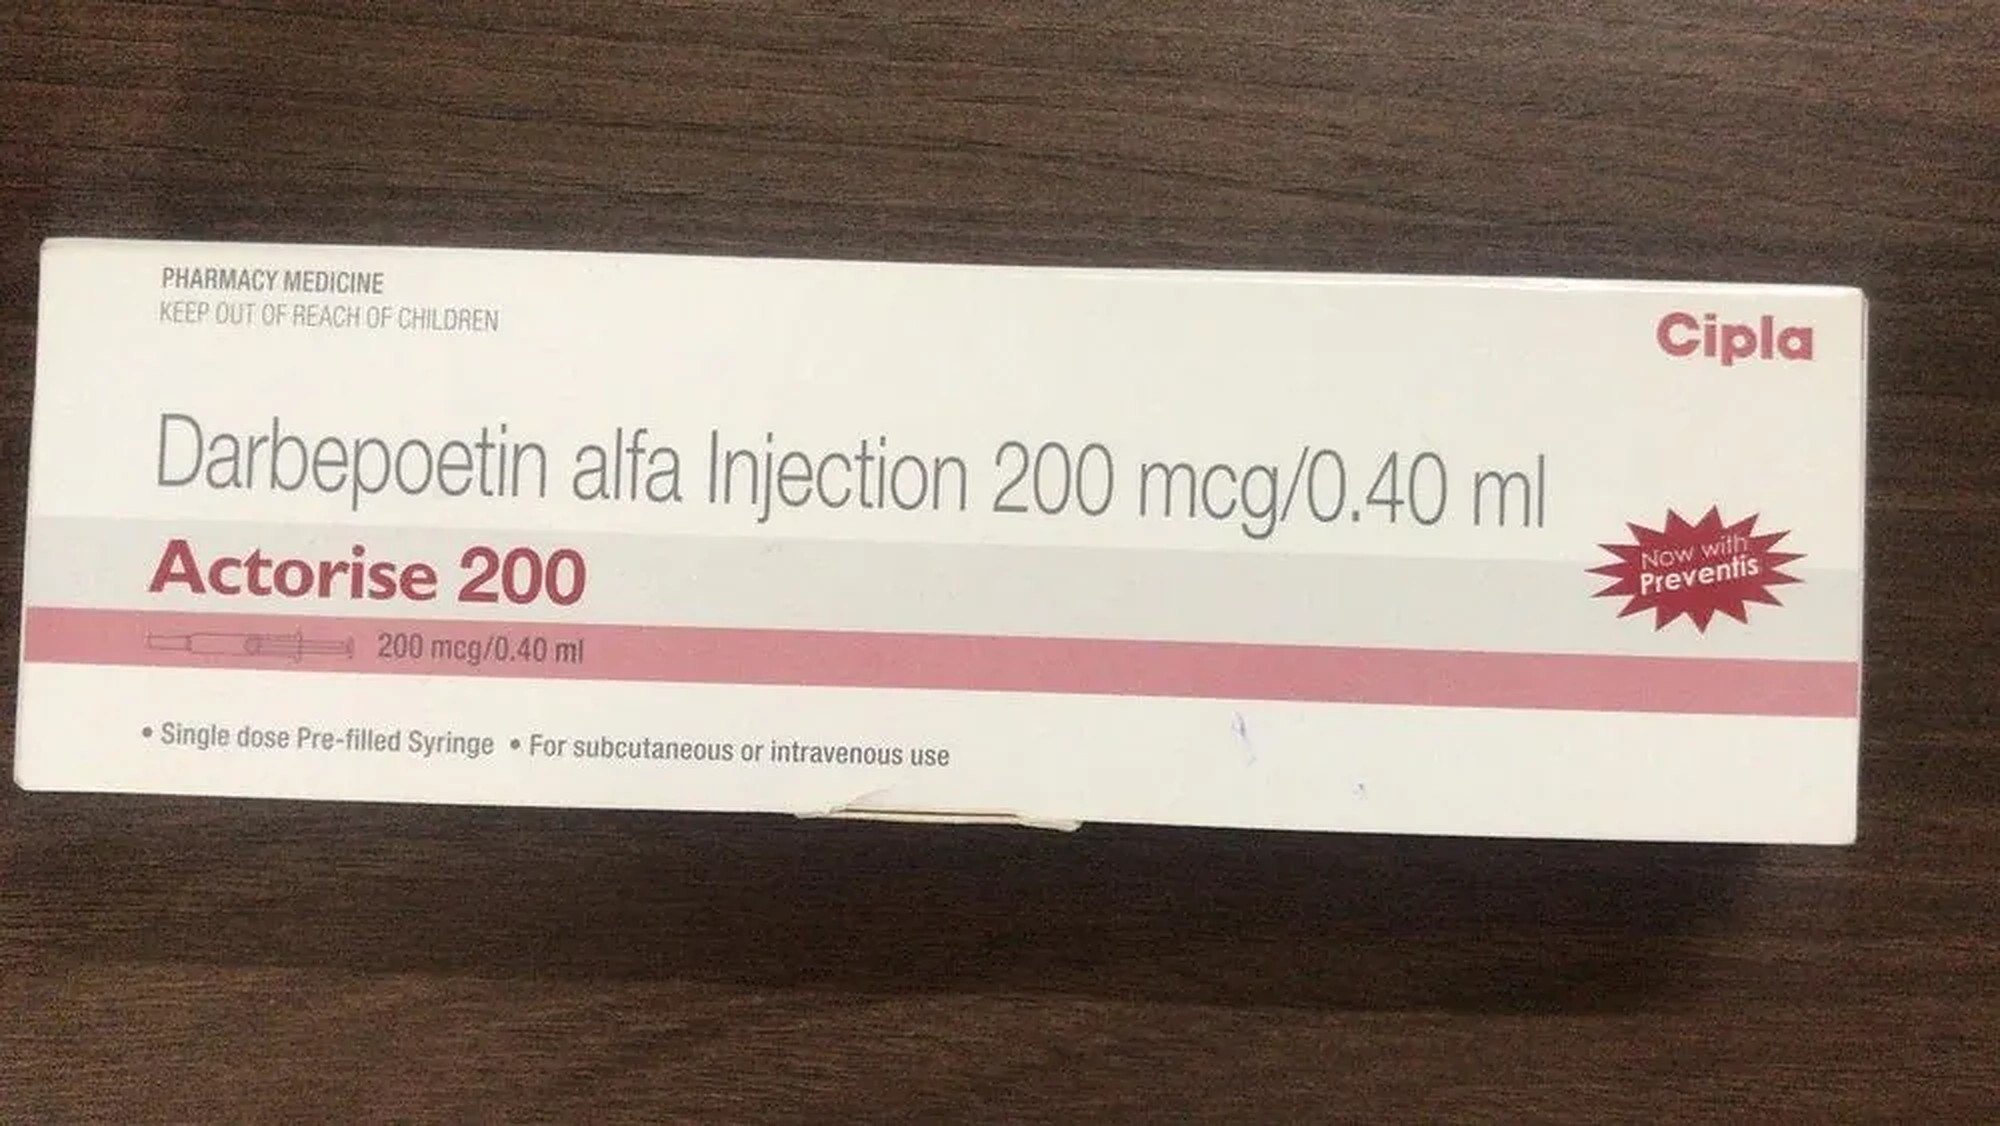 PHARMACY MEDICINE
KEEP OUT OF REACH OF CHILDREN
Cipla
Darbepoetin alfa Injection 200 mcg/0.40 ml
Actorise 200
Now with
Preventis
200 mcg/0.40 ml
• Single dose Pre-filled Syringe • For subcutaneous or intravenous use